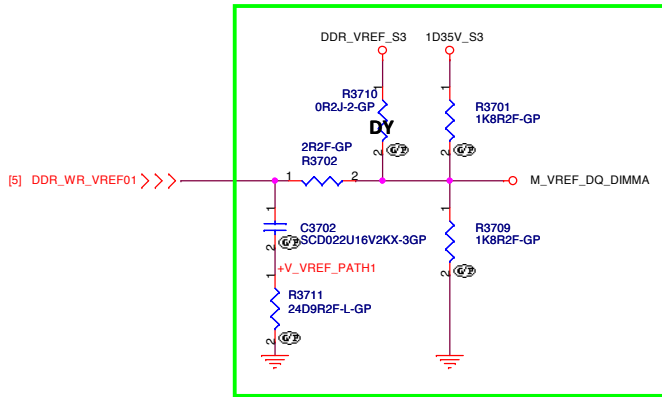 DDR_VREF_S3 1D35V_S3
1 1
R3710 R3701
0R2J-2-GP 1K8R2F-GP
DY
2 G/P 2 G/P
2R2F-GP
R3702
[5] DDR_WR_VREF01 1 2 M_VREF_DQ_DIMMA
1 1
C3702 R3709
SCD022U16V2KX-3GP 1K8R2F-GP
2 G/P
+V_VREF_PATH1
2 G/P
1
R3711
24D9R2F-L-GP
2 G/P